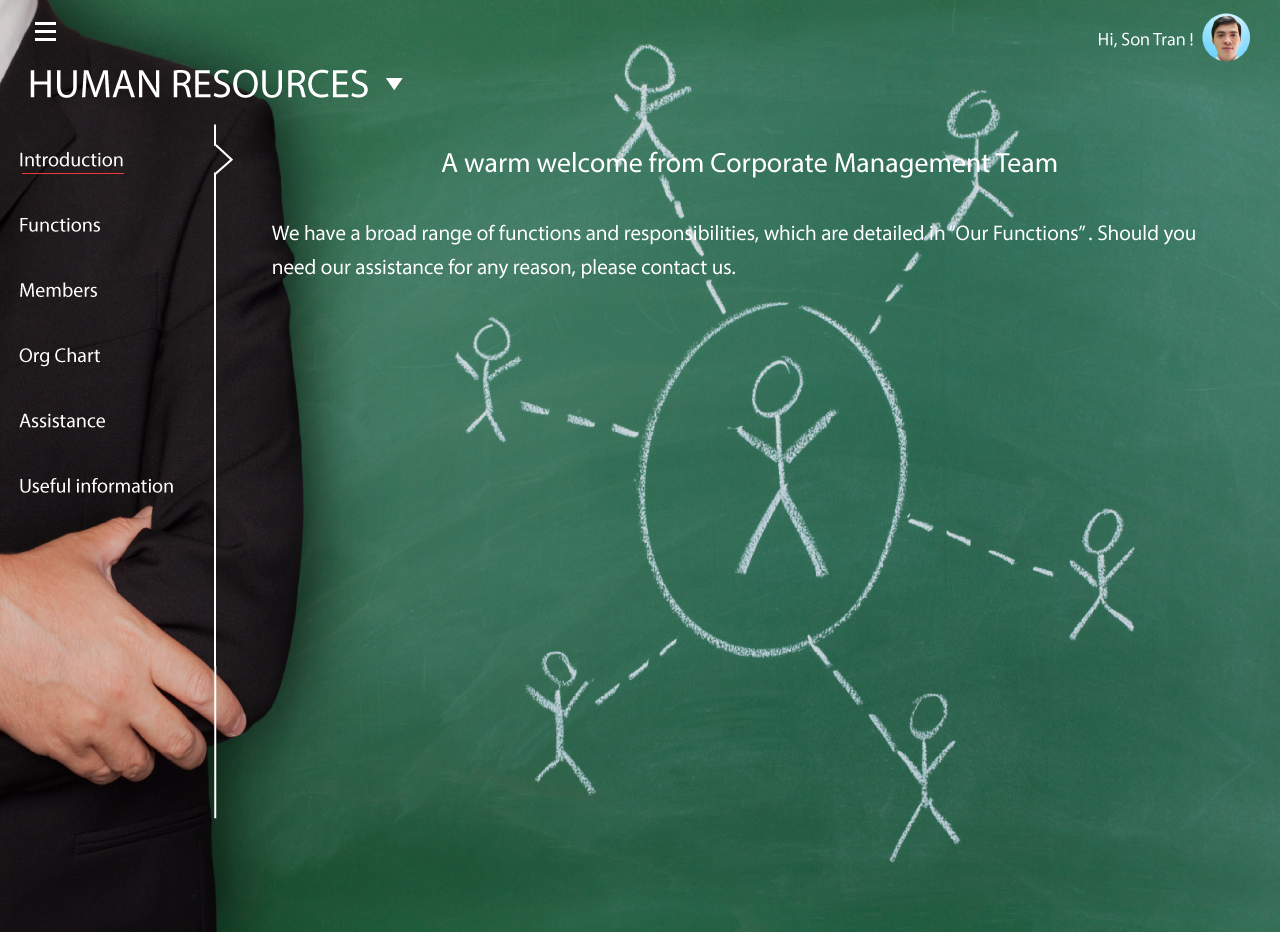 Hi, Son Tran !
HUMAN RESOURCES
Introduction
Functions
Members
Org Chart
Assistance
Useful information
A warm welcome from Corporate Management Team
We have a broad range of functions and responsibilities, which are detailed in “Our Functions” . Should you
need our assistance for any reason, please contact us.